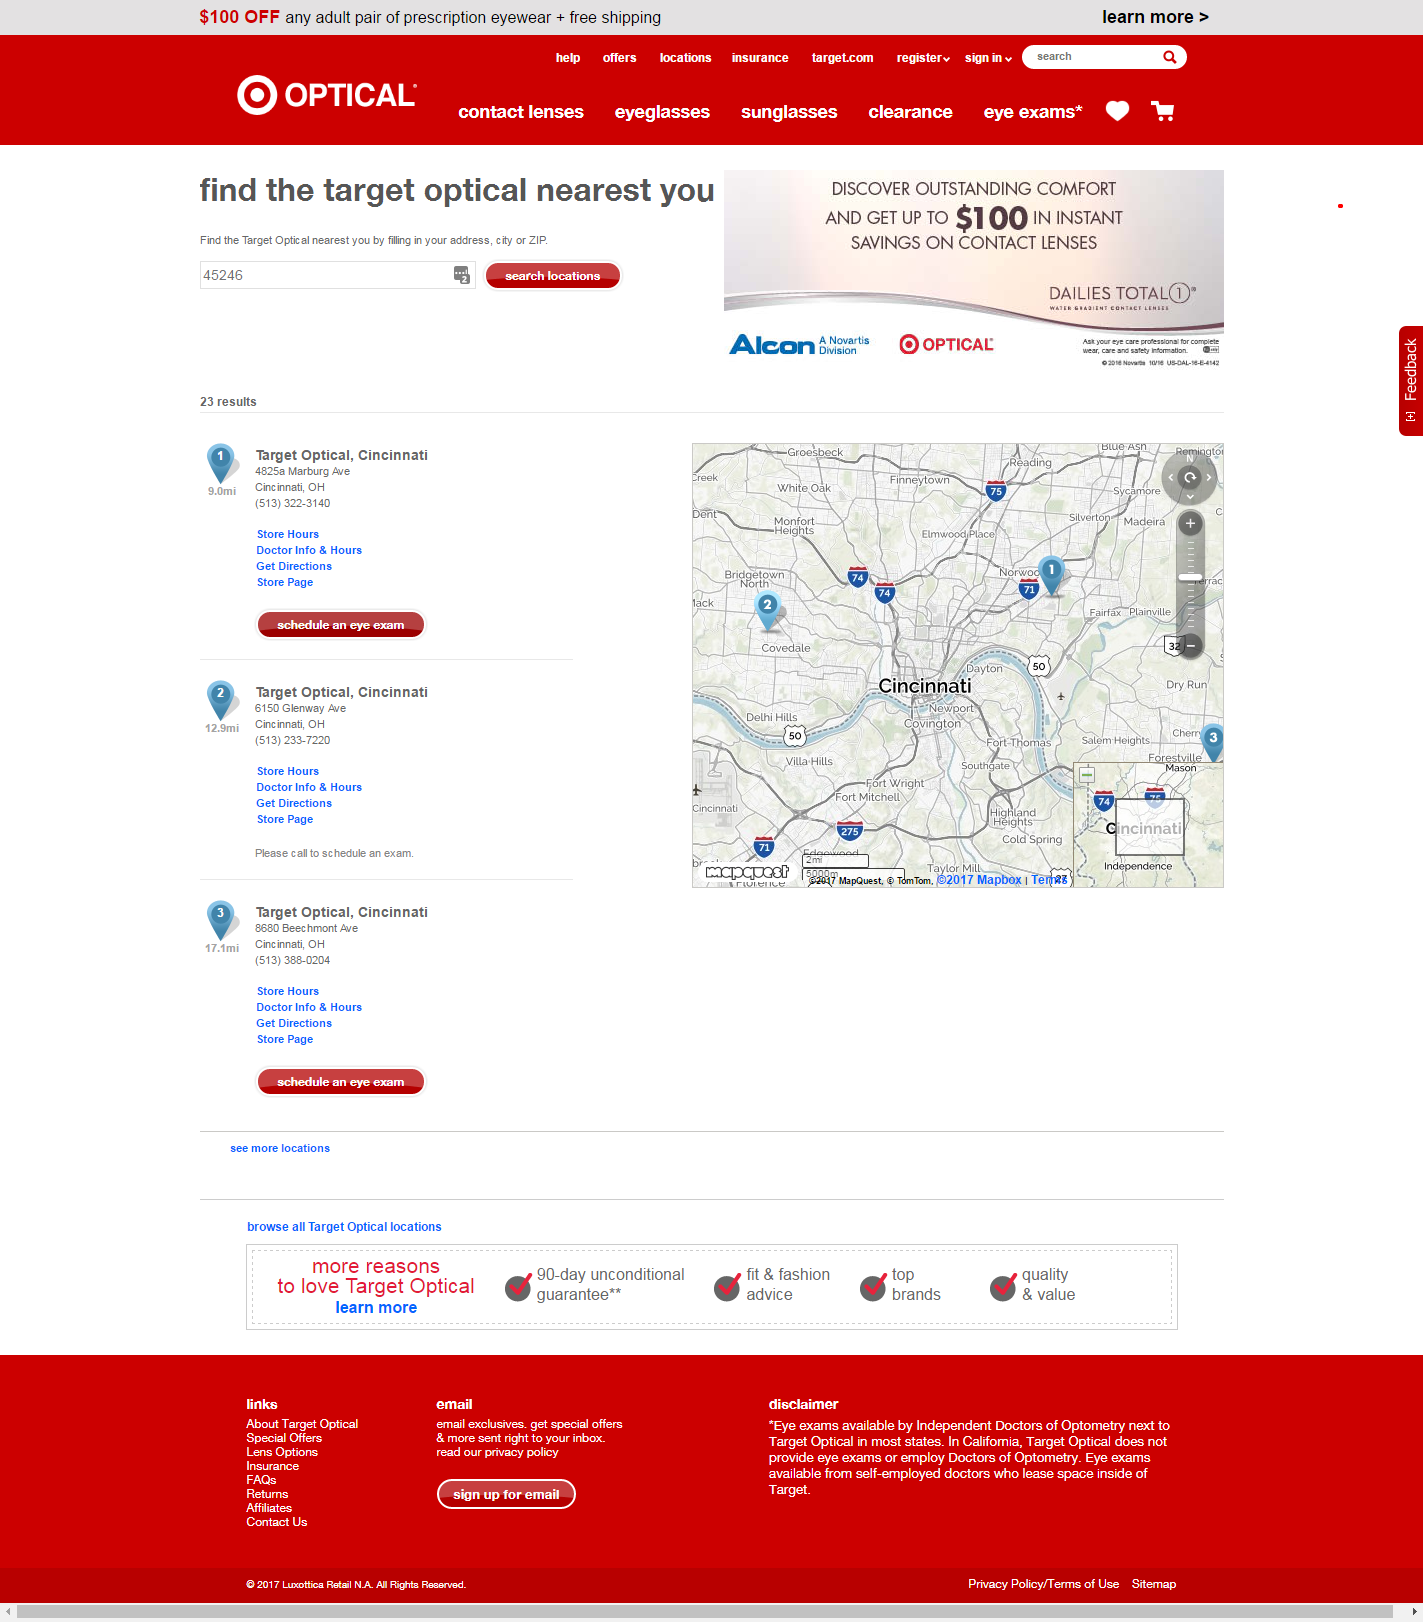 $100 OFF any adult pair of prescription eyewear + free shipping
learn more >
help offers locations insurance target.com register sign in search
OPTICAL
contact lenses eyeglasses sunglasses clearance eye exams*
find the target optical nearest you
Find the Target Optical nearest you by filling in your address, city or ZIP.
45246
search locations
DISCOVER OUTSTANDING COMFORT
AND GET UP TO $100 IN INSTANT
SAVINGS ON CONTACT LENSES
DAILIES TOTAL 1®
WATER GRADIENT CONTACT LENSES
Alcon A Novartis
Division
OPTICAL
Ask your eye care professional for complete
wear, care and safety information.
© 2016 Novartis 10/16 US-DAL-16-E-4142
Feedback
23 results
1
9.0mi
Target Optical, Cincinnati
4825a Marburg Ave
Cincinnati, OH
(513) 322-3140
Store Hours
Doctor Info & Hours
Get Directions
Store Page
schedule an eye exam
2
12.9mi
Target Optical, Cincinnati
6150 Glenway Ave
Cincinnati, OH
(513) 233-7220
Store Hours
Doctor Info & Hours
Get Directions
Store Page
Please call to schedule an exam.
3
17.1mi
Target Optical, Cincinnati
8680 Beechmont Ave
Cincinnati, OH
(513) 388-0204
Store Hours
Doctor Info & Hours
Get Directions
Store Page
schedule an eye exam
Groesbeck
Blue Ash
Remington
Reading
Creek
White Oak
Finneytown
75
Sycamore
N
Dent
Monfort
Heights
Silverton
Madeira
Elmwood Place
Bridgetown
North
74
74
Norwood
1
71
Mack
2
Fairfax
Plainville
Terrac
Covedale
32
50
Dayton
Cincinnati
Dry Run
Delhi Hills
Newport
Covington
50
Fort Thomas
Salem Heights
Cherry
3
Villa Hills
Southgate
Forestville
Fort Wright
Fort Mitchell
Cincinnati
Highland
Heights
275
Cold Spring
71
Edgewood
Taylor Mill
Florence
27
Mason
74
75
Cincinnati
Independence
mapquest
2mi
5000m
©2017 MapQuest, © TomTom, ©2017 Mapbox | Terms
see more locations
browse all Target Optical locations
more reasons
to love Target Optical
learn more
90-day unconditional
guarantee**
fit & fashion
advice
top
brands
quality
& value
links
About Target Optical
Special Offers
Lens Options
Insurance
FAQs
Returns
Affiliates
Contact Us
email
email exclusives. get special offers
& more sent right to your inbox.
read our privacy policy
sign up for email
disclaimer
*Eye exams available by Independent Doctors of Optometry next to
Target Optical in most states. In California, Target Optical does not
provide eye exams or employ Doctors of Optometry. Eye exams
available from self-employed doctors who lease space inside of
Target.
© 2017 Luxottica Retail N.A. All Rights Reserved.
Privacy Policy/Terms of Use Sitemap